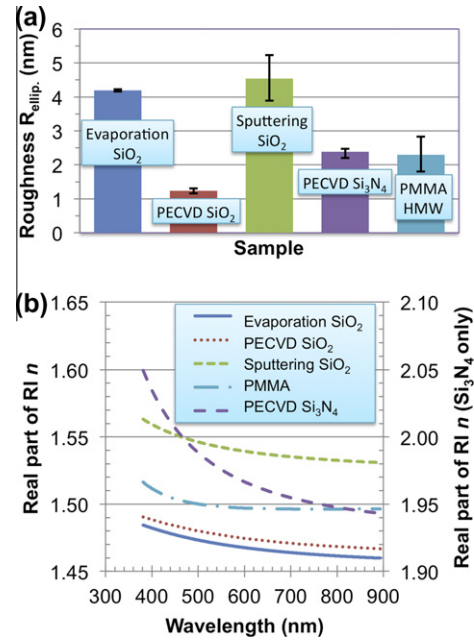 (a)
Roughness R_ellip. (nm)
6
5
4
3
2
1
0
Evaporation
SiO₂
PECVD SiO₂
Sputtering
SiO₂
PECVD Si₃N₄
PMMA
HMW
Sample
(b)
Real part of RI n
1.65
1.60
1.55
1.50
1.45
Evaporation SiO₂
PECVD SiO₂
Sputtering SiO₂
PMMA
PECVD Si₃N₄
2.10
2.05
2.00
1.95
1.90
Real part of RI n (Si₃N₄ only)
300 400 500 600 700 800 900
Wavelength (nm)